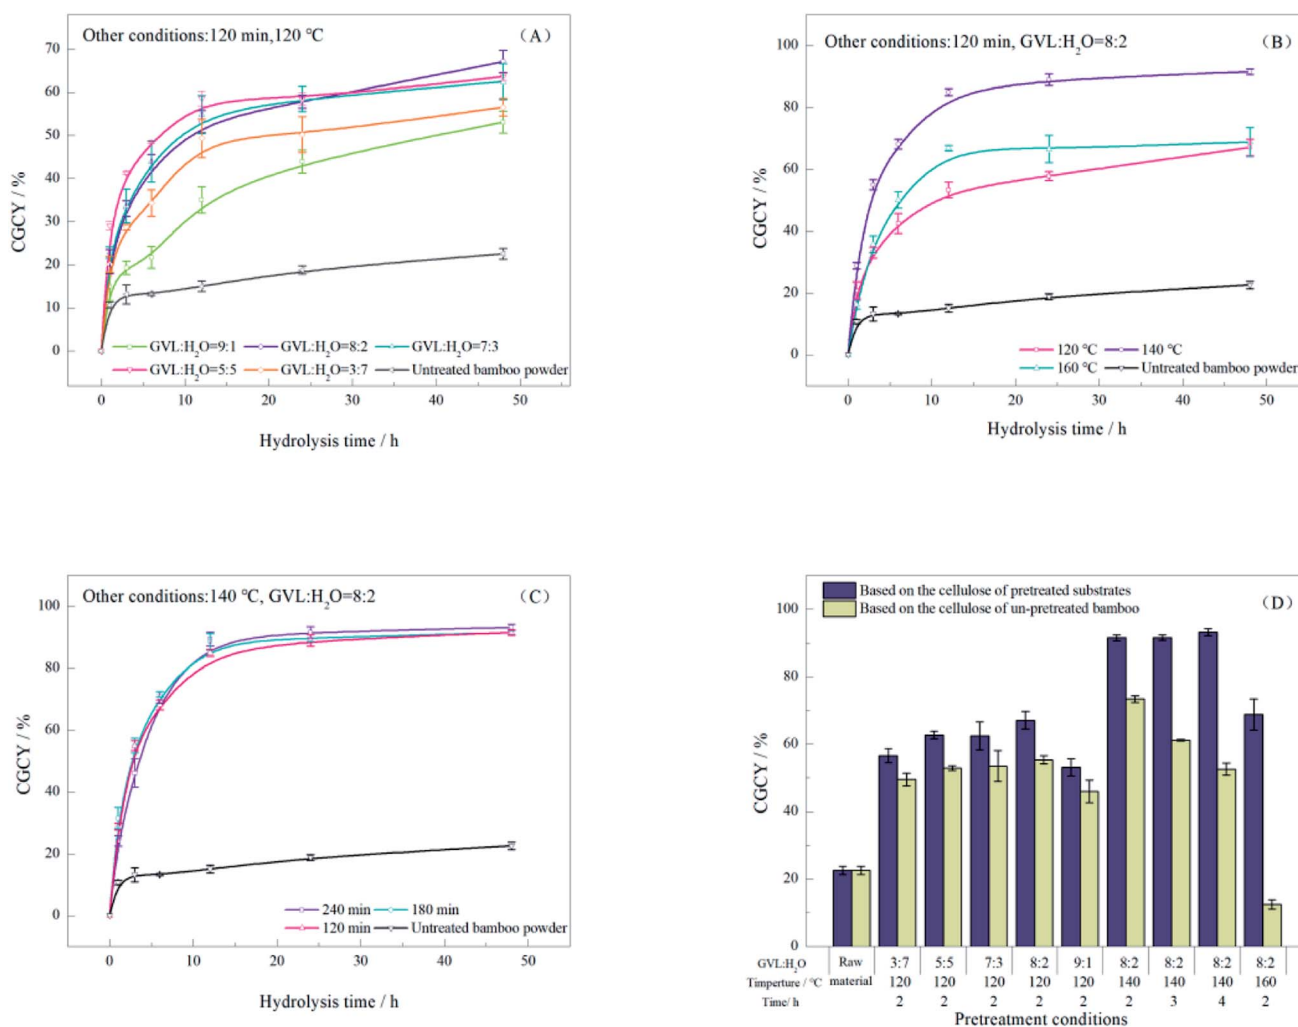 Other conditions:120 min,120 ℃ （A）
70
60
50
40
30
20
10
0
CGCY / %
GVL:H₂O=9:1 GVL:H₂O=8:2 GVL:H₂O=7:3
GVL:H₂O=5:5 GVL:H₂O=3:7 Untreated bamboo powder
0 10 20 30 40 50
Hydrolysis time / h
Other conditions:120 min, GVL:H₂O=8:2 （B）
100
80
60
40
20
0
CGCY / %
120 ℃ 140 ℃
160 ℃ Untreated bamboo powder
0 10 20 30 40 50
Hydrolysis time / h
Other conditions:140 ℃, GVL:H₂O=8:2 （C）
100
80
60
40
20
0
CGCY / %
240 min 180 min
120 min Untreated bamboo powder
0 10 20 30 40 50
Hydrolysis time / h
Based on the cellulose of pretreated substrates
Based on the cellulose of un-pretreated bamboo （D）
100
80
60
40
20
0
CGCY / %
GVL:H₂O Raw 3:7 5:5 7:3 8:2 9:1 8:2 8:2 8:2 8:2
Timperture / °C material 120 120 120 120 120 140 140 140 160
Time/ h 2 2 2 2 2 2 3 4 2
Pretreatment conditions